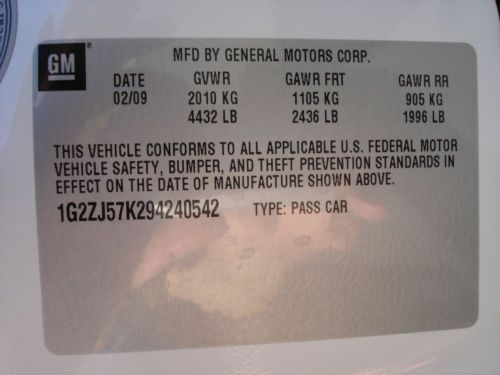 GM
MFD BY GENERAL MOTORS CORP.
DATE GVWR GAWR FRT GAWR RR
02/09 2010 KG 1105 KG 905 KG
4432 LB 2436 LB 1996 LB
THIS VEHICLE CONFORMS TO ALL APPLICABLE U.S. FEDERAL MOTOR
VEHICLE SAFETY, BUMPER, AND THEFT PREVENTION STANDARDS IN
EFFECT ON THE DATE OF MANUFACTURE SHOWN ABOVE.
1G2ZJ57K294240542 TYPE: PASS CAR